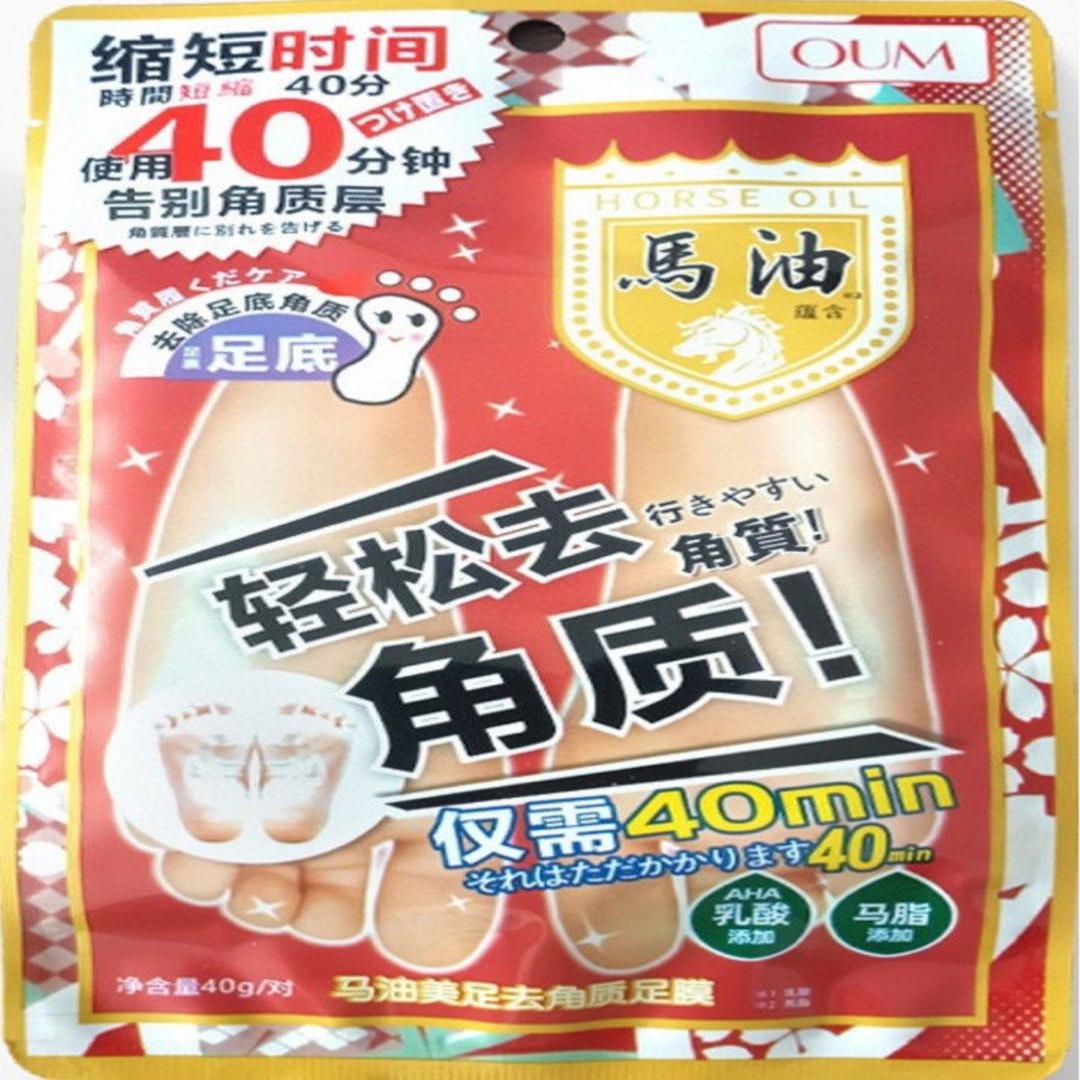 缩短时间
時間短縮 40分
つけ置き
使用40分钟
告别角质层
角質層に別れを告げる
OUM
HORSE OIL
馬油
蕴含
去除足底角质
足裏 足底
轻松去
行きやすい
角質!
角质!
仅需40min
それはただかかります40min
AHA
乳酸
添加
马脂
添加
净含量40g/对
马油美足去角质足膜